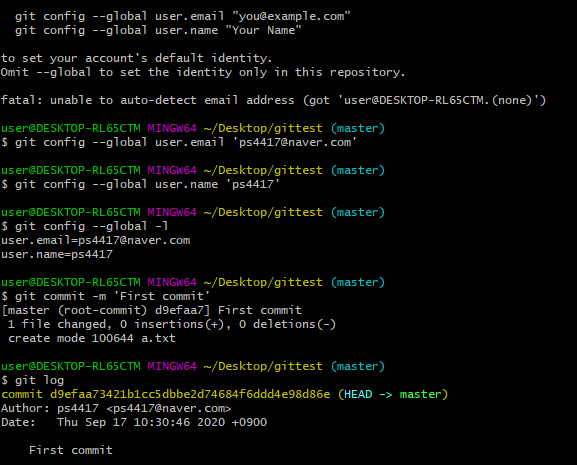 git config --global user.email "you@example.com"
git config --global user.name "Your Name"
to set your account's default identity.
Omit --global to set the identity only in this repository.
fatal: unable to auto-detect email address (got 'user@DESKTOP-RL65CTM.(none)')
user@DESKTOP-RL65CTM MINGW64 ~/Desktop/gittest (master)
$ git config --global user.email 'ps4417@naver.com'
user@DESKTOP-RL65CTM MINGW64 ~/Desktop/gittest (master)
$ git config --global user.name 'ps4417'
user@DESKTOP-RL65CTM MINGW64 ~/Desktop/gittest (master)
$ git config --global -l
user.email=ps4417@naver.com
user.name=ps4417
user@DESKTOP-RL65CTM MINGW64 ~/Desktop/gittest (master)
$ git commit -m 'First commit'
[master (root-commit) d9efaa7] First commit
1 file changed, 0 insertions(+), 0 deletions(-)
create mode 100644 a.txt
user@DESKTOP-RL65CTM MINGW64 ~/Desktop/gittest (master)
$ git log
commit d9efaa73421b1cc5dbbe2d74684f6ddd4e98d86e (HEAD -> master)
Author: ps4417 <ps4417@naver.com>
Date:   Thu Sep 17 10:30:46 2020 +0900
First commit